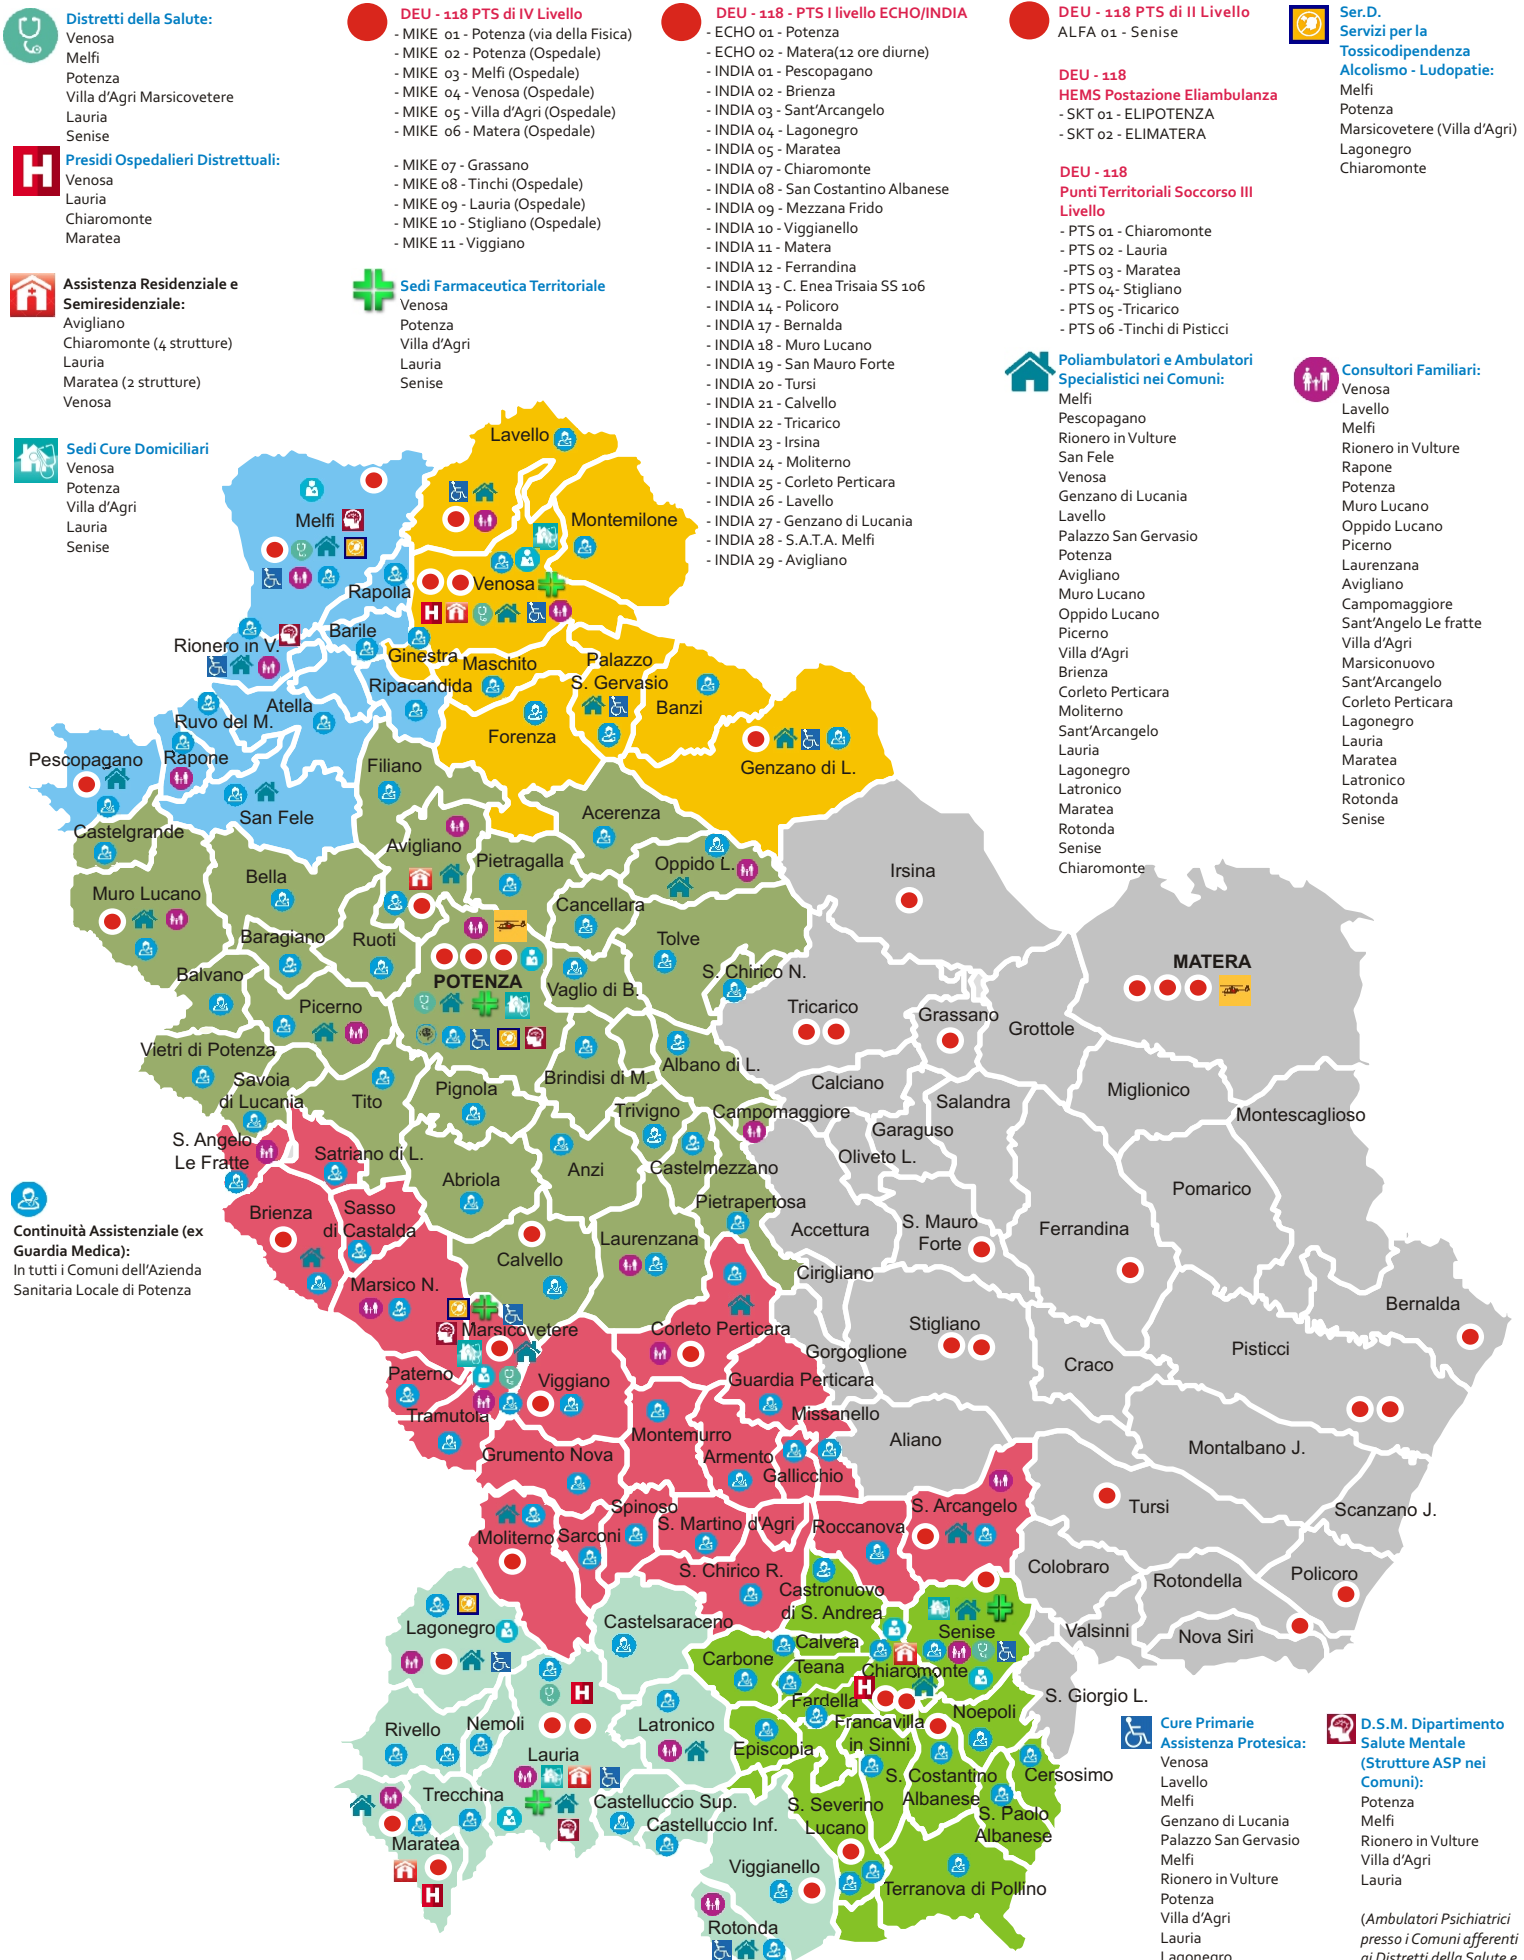 Distretti della Salute:
Venosa
Melfi
Potenza
Villa d'Agri Marsicovetere
Lauria
Senise
H
Presidi Ospedalieri Distrettuali:
Venosa
Lauria
Chiaromonte
Maratea
Assistenza Residenziale e
Semiresidenziale:
Avigliano
Chiaromonte (4 strutture)
Lauria
Maratea (2 strutture)
Venosa
Sedi Cure Domiciliari
Venosa
Potenza
Villa d'Agri
Lauria
Senise
DEU - 118 PTS di IV Livello
- MIKE 01 - Potenza (via della Fisica)
- MIKE 02 - Potenza (Ospedale)
- MIKE 03 - Melfi (Ospedale)
- MIKE 04 - Venosa (Ospedale)
- MIKE 05 - Villa d'Agri (Ospedale)
- MIKE 06 - Matera (Ospedale)
- MIKE 07 - Grassano
- MIKE 08 - Tinchi (Ospedale)
- MIKE 09 - Lauria (Ospedale)
- MIKE 10 - Stigliano (Ospedale)
- MIKE 11 - Viggiano
Sedi Farmaceutica Territoriale
Venosa
Potenza
Villa d'Agri
Lauria
Senise
DEU - 118 - PTS I livello ECHO/INDIA
- ECHO 01 - Potenza
- ECHO 02 - Matera(12 ore diurne)
- INDIA 01 - Pescopagano
- INDIA 02 - Brienza
- INDIA 03 - Sant'Arcangelo
- INDIA 04 - Lagonegro
- INDIA 05 - Maratea
- INDIA 07 - Chiaromonte
- INDIA 08 - San Costantino Albanese
- INDIA 09 - Mezzana Frido
- INDIA 10 - Viggianello
- INDIA 11 - Matera
- INDIA 12 - Ferrandina
- INDIA 13 - C. Enea Trisaia SS 106
- INDIA 14 - Policoro
- INDIA 17 - Bernalda
- INDIA 18 - Muro Lucano
- INDIA 19 - San Mauro Forte
- INDIA 20 - Tursi
- INDIA 21 - Calvello
- INDIA 22 - Tricarico
- INDIA 23 - Irsina
- INDIA 24 - Moliterno
- INDIA 25 - Corleto Perticara
- INDIA 26 - Lavello
- INDIA 27 - Genzano di Lucania
- INDIA 28 - S.A.T.A. Melfi
- INDIA 29 - Avigliano
DEU - 118 PTS di II Livello
ALFA 01 - Senise
DEU - 118
HEMS Postazione Eliambulanza
- SKT 01 - ELIPOTENZA
- SKT 02 - ELIMATERA
DEU - 118
Punti Territoriali Soccorso III
Livello
- PTS 01 - Chiaromonte
- PTS 02 - Lauria
-PTS 03 - Maratea
- PTS 04- Stigliano
- PTS 05 -Tricarico
- PTS 06 -Tinchi di Pisticci
Poliambulatori e Ambulatori
Specialistici nei Comuni:
Melfi
Pescopagano
Rionero in Vulture
San Fele
Venosa
Genzano di Lucania
Lavello
Palazzo San Gervasio
Potenza
Avigliano
Muro Lucano
Oppido Lucano
Picerno
Villa d'Agri
Brienza
Corleto Perticara
Moliterno
Sant'Arcangelo
Lauria
Lagonegro
Latronico
Maratea
Rotonda
Senise
Chiaromonte
Ser.D.
Servizi per la
Tossicodipendenza
Alcolismo - Ludopatie:
Melfi
Potenza
Marsicovetere (Villa d'Agri)
Lagonegro
Chiaromonte
Consultori Familiari:
Venosa
Lavello
Melfi
Rionero in Vulture
Rapone
Potenza
Muro Lucano
Oppido Lucano
Picerno
Laurenzana
Avigliano
Campomaggiore
Sant'Angelo Le fratte
Villa d'Agri
Marsiconuovo
Sant'Arcangelo
Corleto Perticara
Lagonegro
Lauria
Maratea
Latronico
Rotonda
Senise
Lavello
Melfi
Montemilone
Rapolla
Venosa
H
Rionero in V.
Barile
Ginestra
Maschito
Palazzo
S. Gervasio
Ripacandida
Banzi
Atella
Ruvo del M.
Forenza
Pescopagano
Rapone
Filiano
Genzano di L.
San Fele
Castelgrande
Acerenza
Avigliano
Pietragalla
Oppido L.
Irsina
Bella
Muro Lucano
Cancellara
Baragiano
Ruoti
Tolve
MATERA
Balvano
POTENZA
Vaglio di B.
S. Chirico N.
Picerno
Tricarico
Grassano
Grottole
Vietri di Potenza
Savoia
di Lucania
Tito
Pignola
Brindisi di M.
Albano di L.
Calciano
Miglionico
Salandra
Trivigno
Campomaggiore
Montescaglioso
Garaguso
S. Angelo
Le Fratte
Satriano di L.
Oliveto L.
Abriola
Anzi
Castelmezzano
Pomarico
Pietrapertosa
Brienza
Sasso
di Castalda
Accettura
S. Mauro
Forte
Ferrandina
Calvello
Laurenzana
Cirigliano
Marsico N.
Bernalda
Stigliano
Marsicovetere
Corleto Perticara
Gorgoglione
Pisticci
Craco
Paterno
Viggiano
Guardia Perticara
Tramutola
Missanello
Montemurro
Aliano
Montalbano J.
Grumento Nova
Armento
Gallicchio
Spinoso
S. Arcangelo
Tursi
Scanzano J.
Moliterno
Sarconi
S. Martino d'Agri
Roccanova
Colobraro
S. Chirico R.
Rotondella
Policoro
Castronuovo
di S. Andrea
Castelsaraceno
Lagonegro
Senise
Valsinni
Nova Siri
Calvera
Carbone
Teana
Chiaromonte
H
H
Fardella
S. Giorgio L.
Rivello
Nemoli
Latronico
Francavilla
in Sinni
Noepoli
Episcopia
Lauria
S. Costantino
Albanese
Cersosimo
Trecchina
Castelluccio Sup.
S. Severino
Lucano
S. Paolo
Albanese
Castelluccio Inf.
Maratea
H
Viggianello
Terranova di Pollino
Rotonda
Continuità Assistenziale (ex
Guardia Medica):
In tutti i Comuni dell'Azienda
Sanitaria Locale di Potenza
Cure Primarie
Assistenza Protesica:
Venosa
Lavello
Melfi
Genzano di Lucania
Palazzo San Gervasio
Melfi
Rionero in Vulture
Potenza
Villa d'Agri
Lauria
Lagonegro
D.S.M. Dipartimento
Salute Mentale
(Strutture ASP nei
Comuni):
Potenza
Melfi
Rionero in Vulture
Villa d'Agri
Lauria
(Ambulatori Psichiatrici
presso i Comuni afferenti
ai Distretti della Salute e